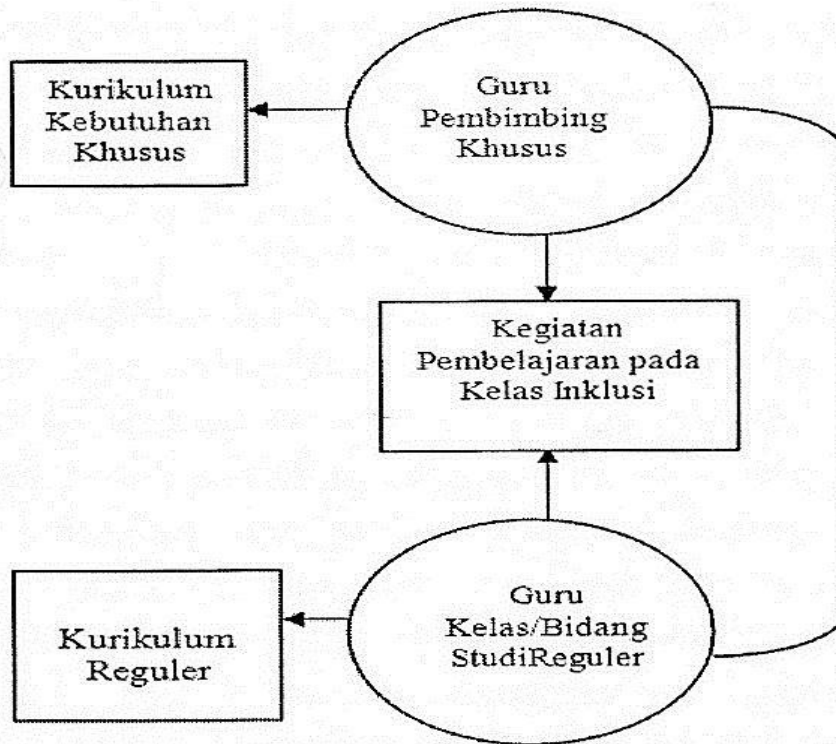 Kurikulum
Kebutuhan
Khusus
Guru
Pembimbing
Khusus
Kegiatan
Pembelajaran pada
Kelas Inklusi
Kurikulum
Reguler
Guru
Kelas/Bidang
StudiReguler